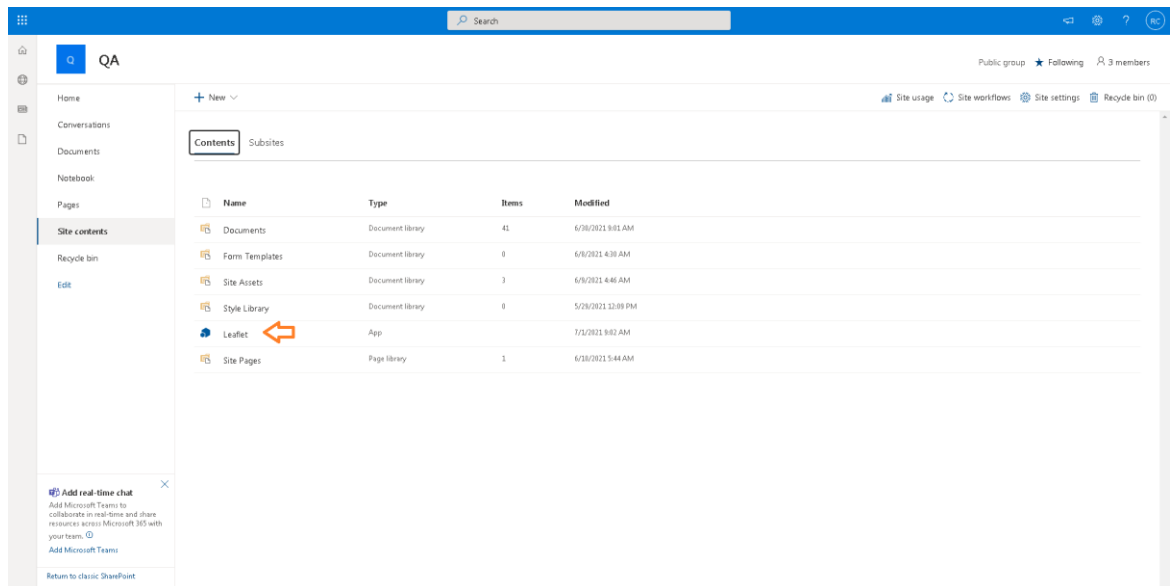 Search
RC
Q
QA
Public group
Following
3 members
Home
Conversations
Documents
Notebook
Pages
Site contents
Recycle bin
Edit
New
Site usage
Site workflows
Site settings
Recycle bin (0)
Contents
Subsites
Name Type Items Modified
Documents Document library 41 6/30/2021 9:01 AM
Form Templates Document library 0 6/8/2021 4:30 AM
Site Assets Document library 3 6/9/2021 4:46 AM
Style Library Document library 0 5/28/2021 12:09 PM
Leaflet App 7/1/2021 9:02 AM
Site Pages Page library 1 6/10/2021 5:44 AM
Add real-time chat
Add Microsoft Teams to
collaborate in real-time and share
resources across Microsoft 365 with
your team.
Add Microsoft Teams
Return to classic SharePoint